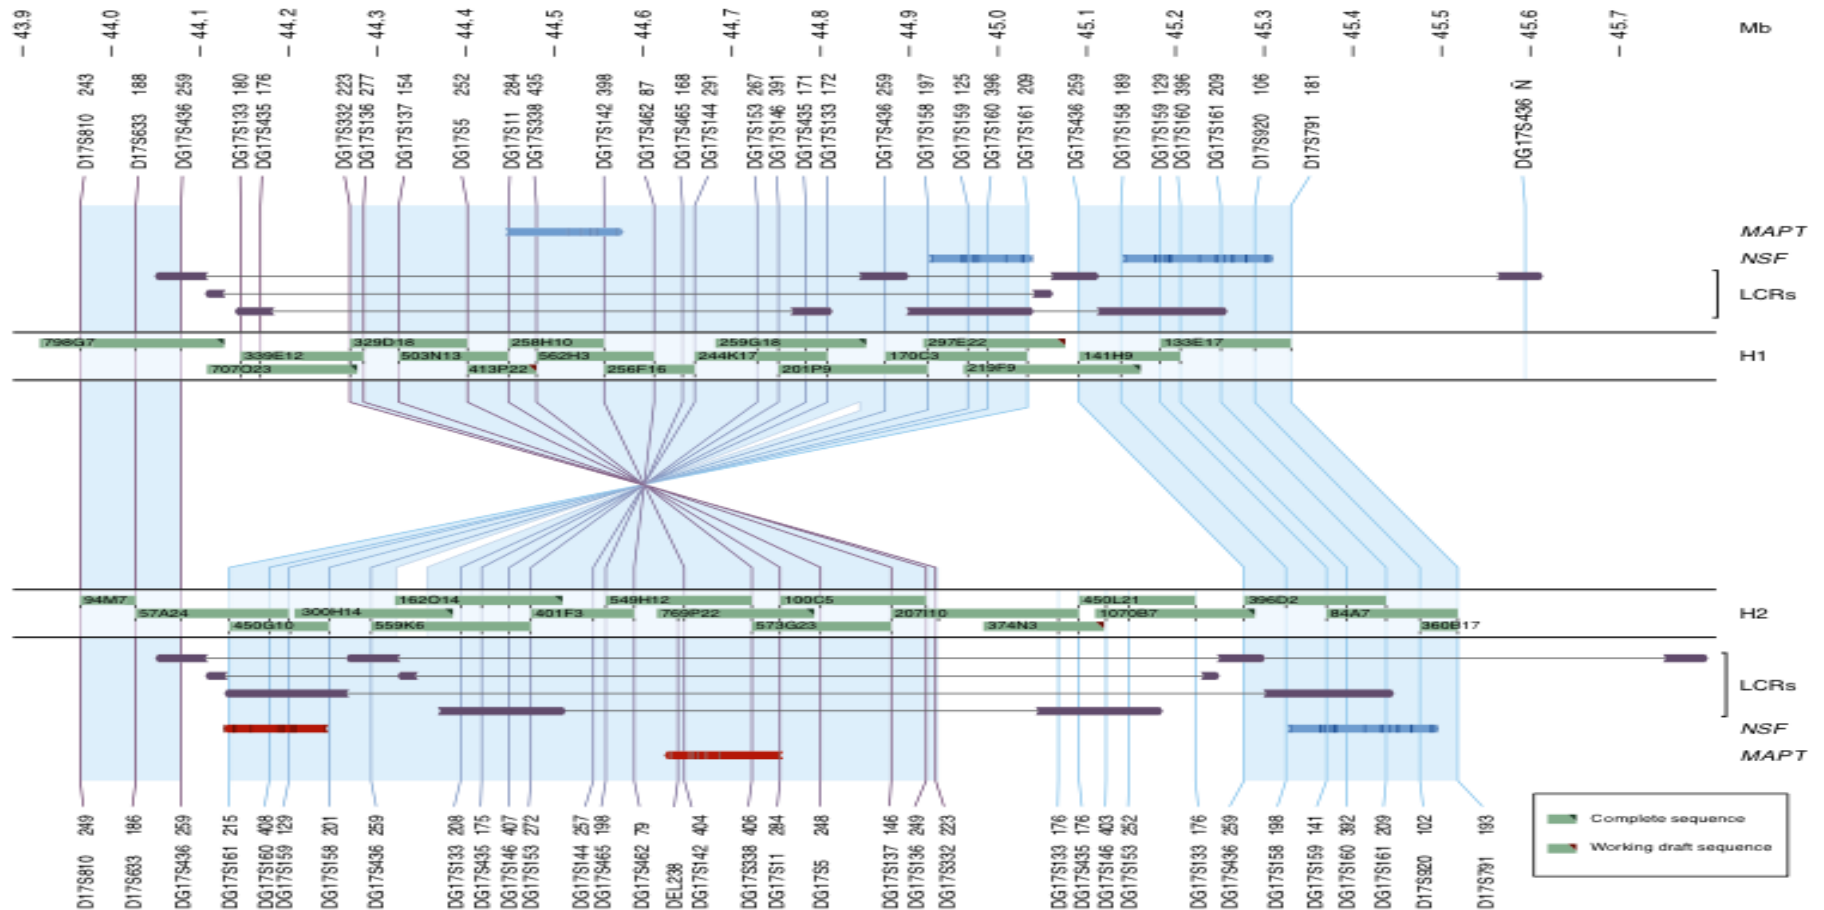 43.9 44.0 44.1 44.2 44.3 44.4 44.5 44.6 44.7 44.8 44.9 45.0 45.1 45.2 45.3 45.4 45.5 45.6 45.7 Mb
D17S810 243
D17S633 188
DG17S436 259
DG17S133 180
DG17S435 176
DG17S332 223
DG17S136 277
DG17S137 154
DG17S5 252
DG17S11 284
DG17S338 435
DG17S142 398
DG17S462 87
DG17S465 168
DG17S144 291
DG17S153 267
DG17S146 391
DG17S435 171
DG17S133 172
DG17S436 259
DG17S158 197
DG17S159 125
DG17S160 396
DG17S161 209
DG17S436 259
DG17S158 189
DG17S159 129
DG17S160 396
DG17S161 209
D17S920 106
D17S791 181
DG17S436 Ñ
MAPT
NSF
LCRs
798G7 329D18 258H10 259G18 297E22 133E17
339E12 503N13 562H3 244K17 170C3 141H9 H1
707O23 413P22 256F16 201P9 219F9
94M7 162O14 549H12 100C5 450L21 396D2
57A24 300H14 401F3 769P22 207I10 1070B7 84A7 H2
450G10 559K6 573G23 374N3 360B17
LCRs
NSF
MAPT
D17S810 249
D17S633 186
DG17S436 259
DG17S161 215
DG17S160 408
DG17S159 129
DG17S158 201
DG17S436 259
DG17S133 208
DG17S435 175
DG17S146 407
DG17S153 272
DG17S144 257
DG17S465 198
DG17S462 79
DEL238
DG17S142 404
DG17S338 406
DG17S11 284
DG17S5 248
DG17S137 146
DG17S136 249
DG17S332 223
DG17S133 176
DG17S435 176
DG17S146 403
DG17S153 252
DG17S133 176
DG17S436 259
DG17S158 198
DG17S159 141
DG17S160 392
DG17S161 209
D17S920 102
D17S791 193
Complete sequence
Working draft sequence